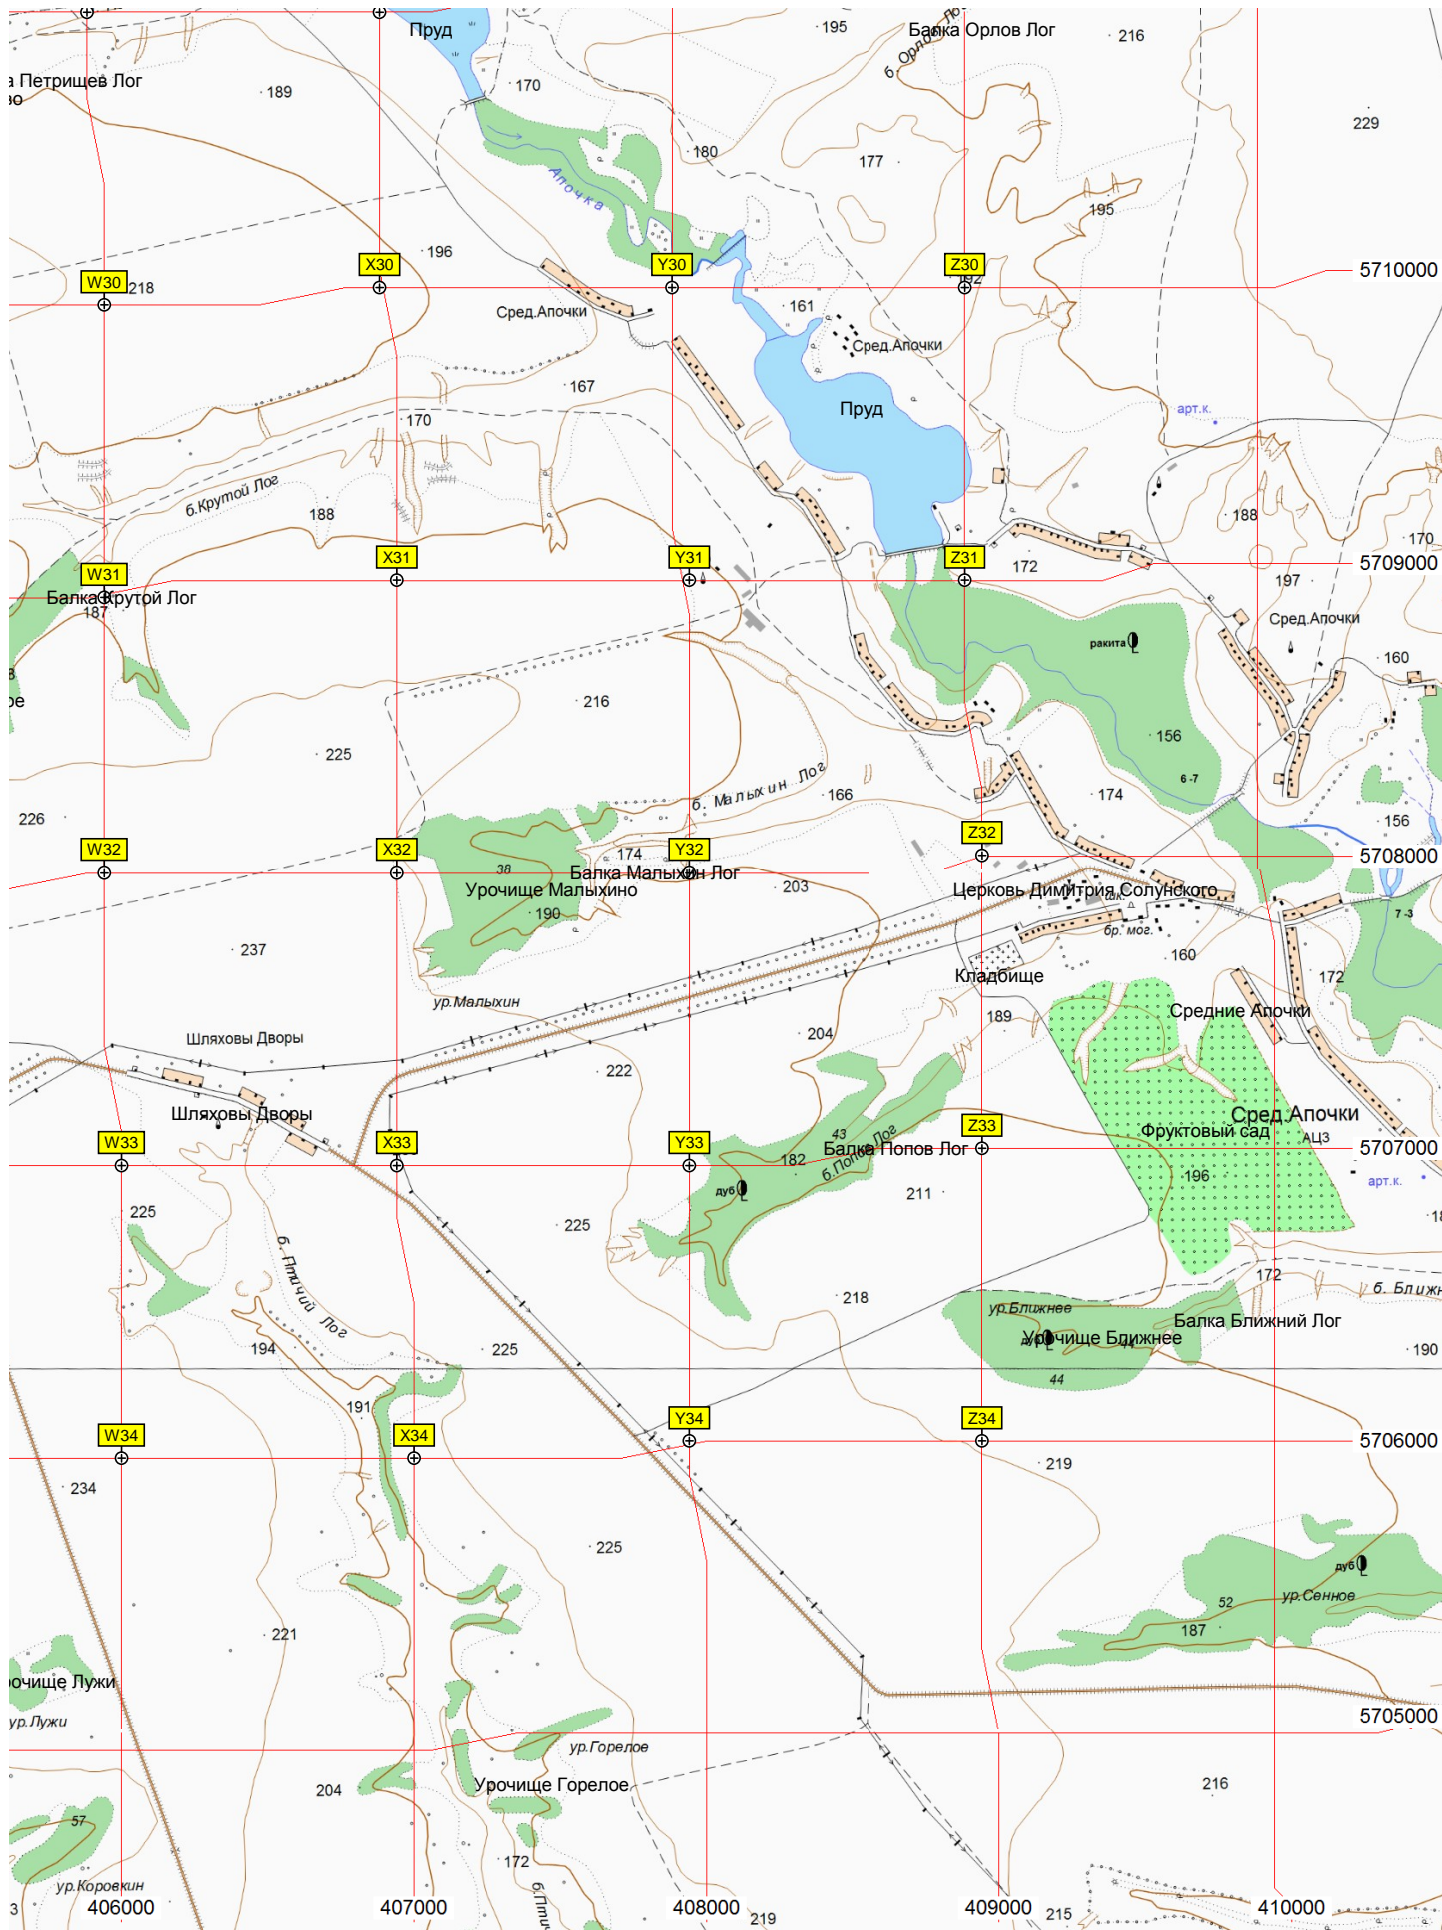 Пруд
195
Балка Орлов Лог
216
а Петрищев Лог
189
170
229
180
177
Апочка
195
196
X30
Y30
Z30
5710000
W30
218
192
161
Сред.Апочки
Сред.Апочки
167
Пруд
арт.к.
170
б.Крутой Лог
188
188
170
X31
Y31
Z31
172
5709000
W31
197
Балка Крутой Лог
187
Сред.Апочки
ракита
160
ое
216
156
225
б. Малыхин Лог
6-7
166
174
226
156
Z32
W32
X32
Y32
174
5708000
38
Балка Малыхин Лог
203
Урочище Малыхино
Церковь Димитрия Солунского
шк.
190
7-3
бр. мог.
237
160
Кладбище
172
ур.Малыхин
Средние Апочки
189
Шляховы Дворы
204
222
Шляховы Дворы
Сред.Апочки
43
Z33
Фруктовый сад
АЦЗ
W33
X33
Y33
Балка Попов Лог
5707000
182
б.Попов Лог
196
арт.к.
дуб
211
225
225
б. Птичий Лог
172
218
ур.Ближнее
Балка Ближний Лог
Урочище Ближнее
194
225
190
44
191
Y34
Z34
W34
X34
5706000
219
234
225
дуб
ур.Сенное
52
187
221
рочище Лужи
5705000
ур.Лужи
ур.Горелое
204
Урочище Горелое
216
57
172
ур.Коровкин
406000
407000
408000
409000
410000
3
219
215